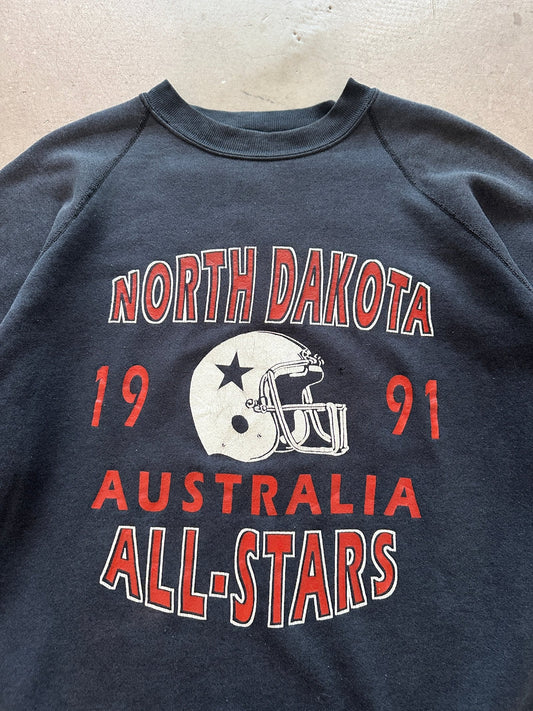 NORTH DAKOTA
19 91
AUSTRALIA
ALL-STARS